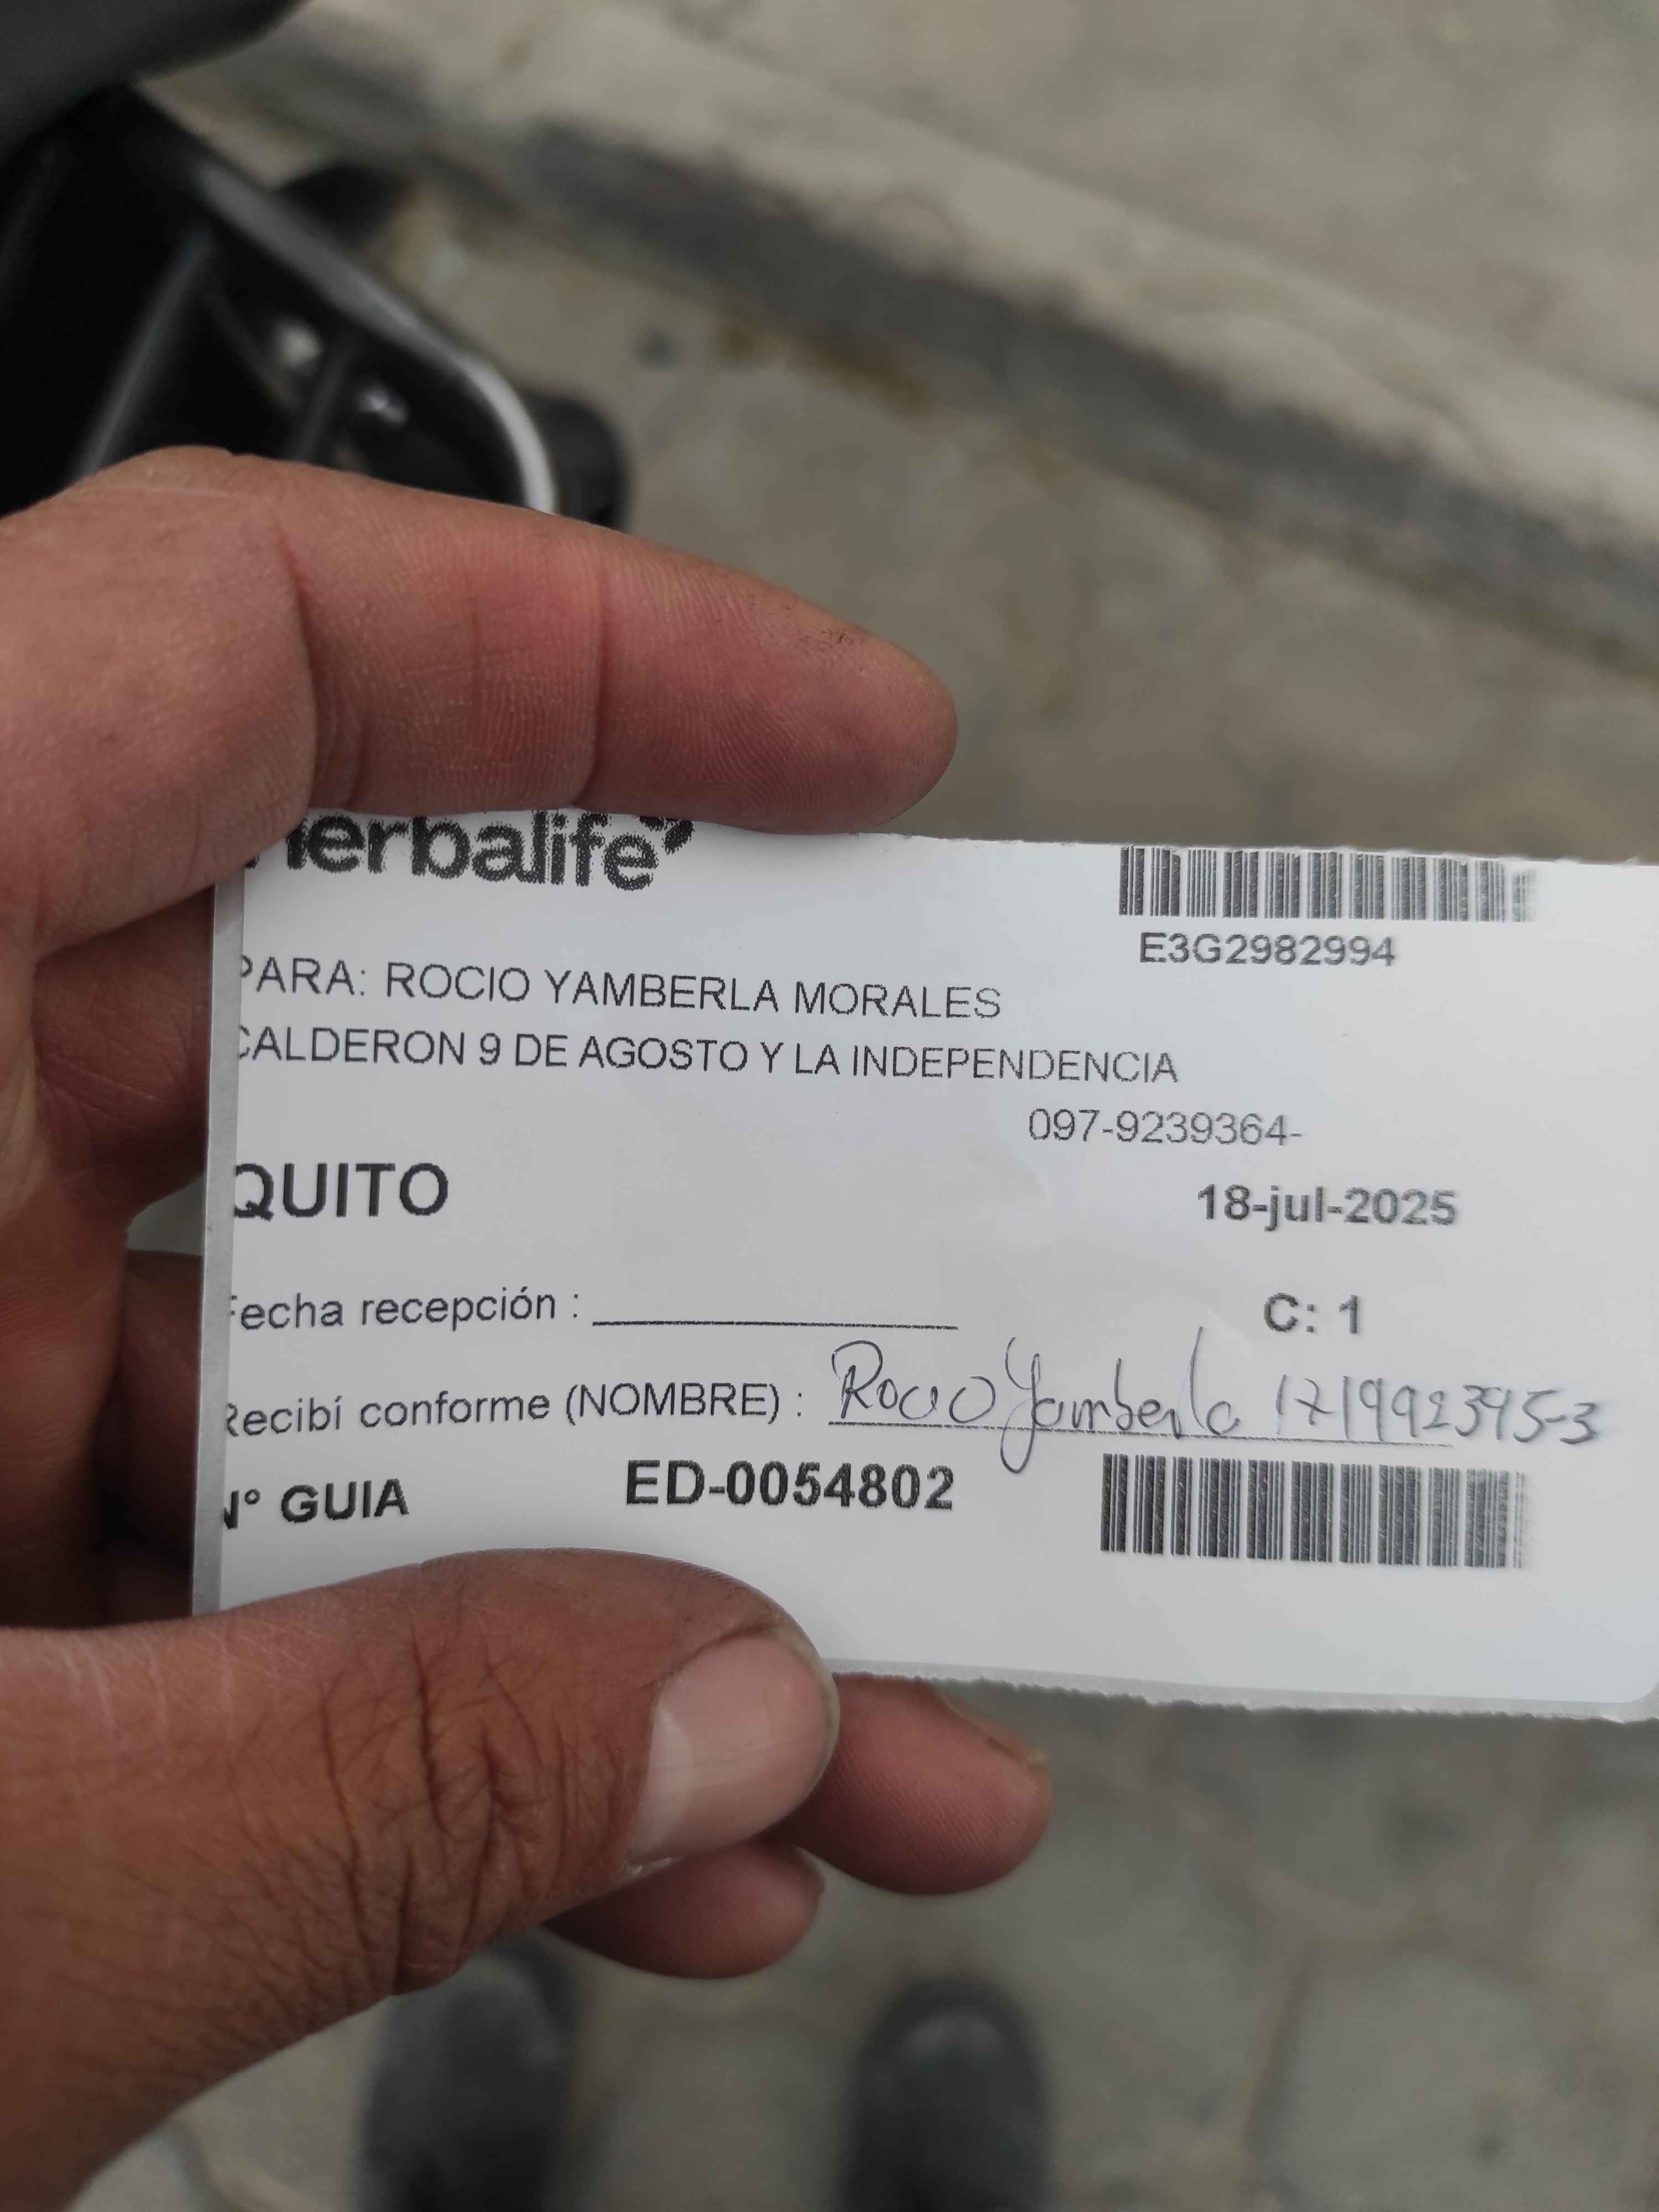 herbalife
E3G2982994
PARA: ROCIO YAMBERLA MORALES
CALDERON 9 DE AGOSTO Y LA INDEPENDENCIA
097-9239364-
QUITO
18-jul-2025
Fecha recepción :
C: 1
Recibí conforme (NOMBRE) : Rocio Yamberla 171992395-3
N° GUIA ED-0054802